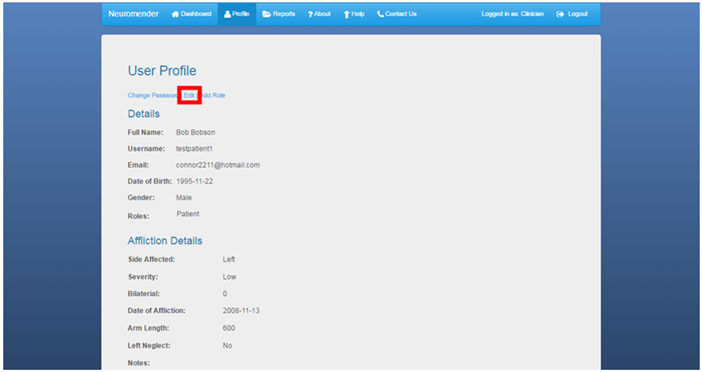 Neuromender Dashboard Profile Reports ? About Help Contact Us Logged in as: Clinician Logout
User Profile
Change Password Edit Add Role
Details
Full Name: Bob Bobson
Username: testpatient1
Email: connor2211@hotmail.com
Date of Birth: 1995-11-22
Gender: Male
Roles: Patient
Affliction Details
Side Affected: Left
Severity: Low
Bilaterial: 0
Date of Affliction: 2008-11-13
Arm Length: 600
Left Neglect: No
Notes: